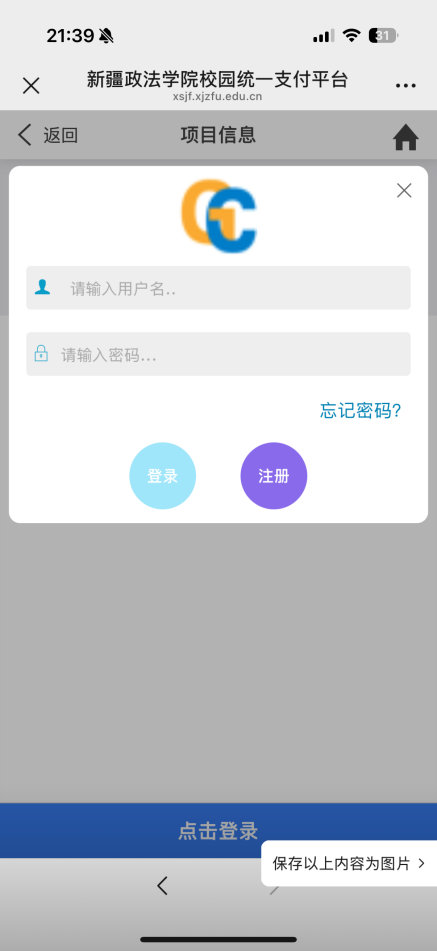 21:39
31
新疆政法学院校园统一支付平台
xsjf.xjzfu.edu.cn
返回
项目信息
请输入用户名..
请输入密码...
忘记密码?
登录
注册
点击登录
保存以上内容为图片